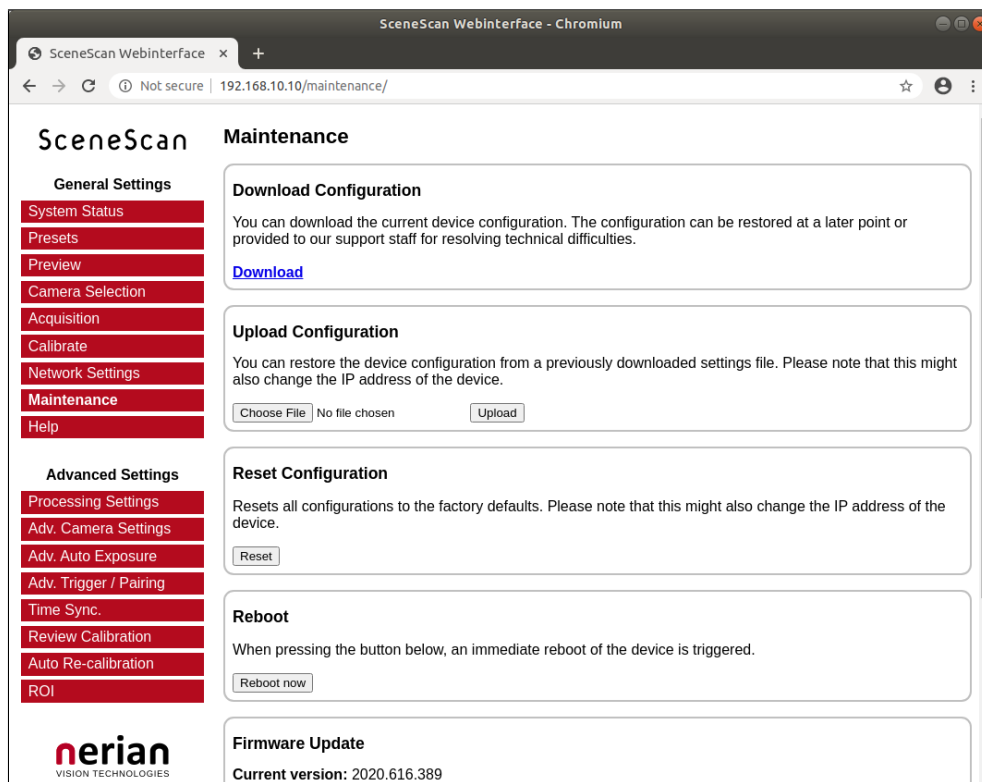 SceneScan Webinterface - Chromium
SceneScan Webinterface
Not secure | 192.168.10.10/maintenance/
SceneScan
General Settings
System Status
Presets
Preview
Camera Selection
Acquisition
Calibrate
Network Settings
Maintenance
Help
Advanced Settings
Processing Settings
Adv. Camera Settings
Adv. Auto Exposure
Adv. Trigger / Pairing
Time Sync.
Review Calibration
Auto Re-calibration
ROI
nerian
VISION TECHNOLOGIES
Maintenance
Download Configuration
You can download the current device configuration. The configuration can be restored at a later point or
provided to our support staff for resolving technical difficulties.
Download
Upload Configuration
You can restore the device configuration from a previously downloaded settings file. Please note that this might
also change the IP address of the device.
Choose File No file chosen Upload
Reset Configuration
Resets all configurations to the factory defaults. Please note that this might also change the IP address of the
device.
Reset
Reboot
When pressing the button below, an immediate reboot of the device is triggered.
Reboot now
Firmware Update
Current version: 2020.616.389